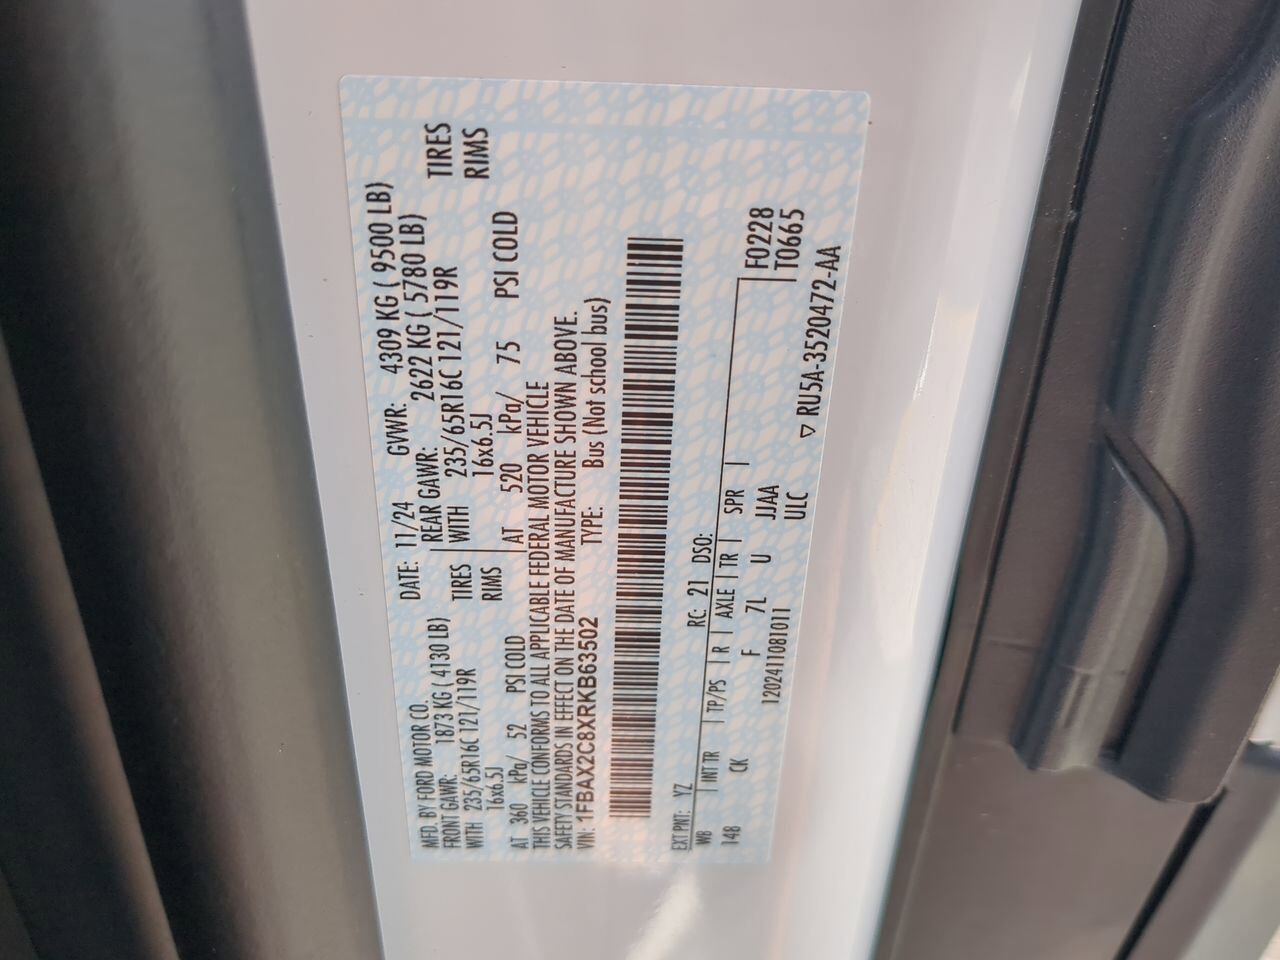 MFD. BY FORD MOTOR CO.
DATE: 11/24 GVWR: 4309 KG ( 9500 LB)
FRONT GAWR: 1873 KG ( 4130 LB) REAR GAWR: 2622 KG ( 5780 LB)
WITH 235/65R16C 121/119R TIRES WITH 235/65R16C 121/119R TIRES
16x6.5J RIMS 16x6.5J RIMS
AT 360 kPa/ 52 PSI COLD AT 520 kPa/ 75 PSI COLD
THIS VEHICLE CONFORMS TO ALL APPLICABLE FEDERAL MOTOR VEHICLE
SAFETY STANDARDS IN EFFECT ON THE DATE OF MANUFACTURE SHOWN ABOVE.
VIN: 1FBAX2C8XRKB63502 TYPE: Bus (Not school bus)
EXT PNT: YZ RC: 21 DSO:
WB INT TR TP/PS R AXLE TR SPR F0228
148 CK F 7L U JJAA T0665
1202411081011 ULC
▽ RU5A-3520472-AA